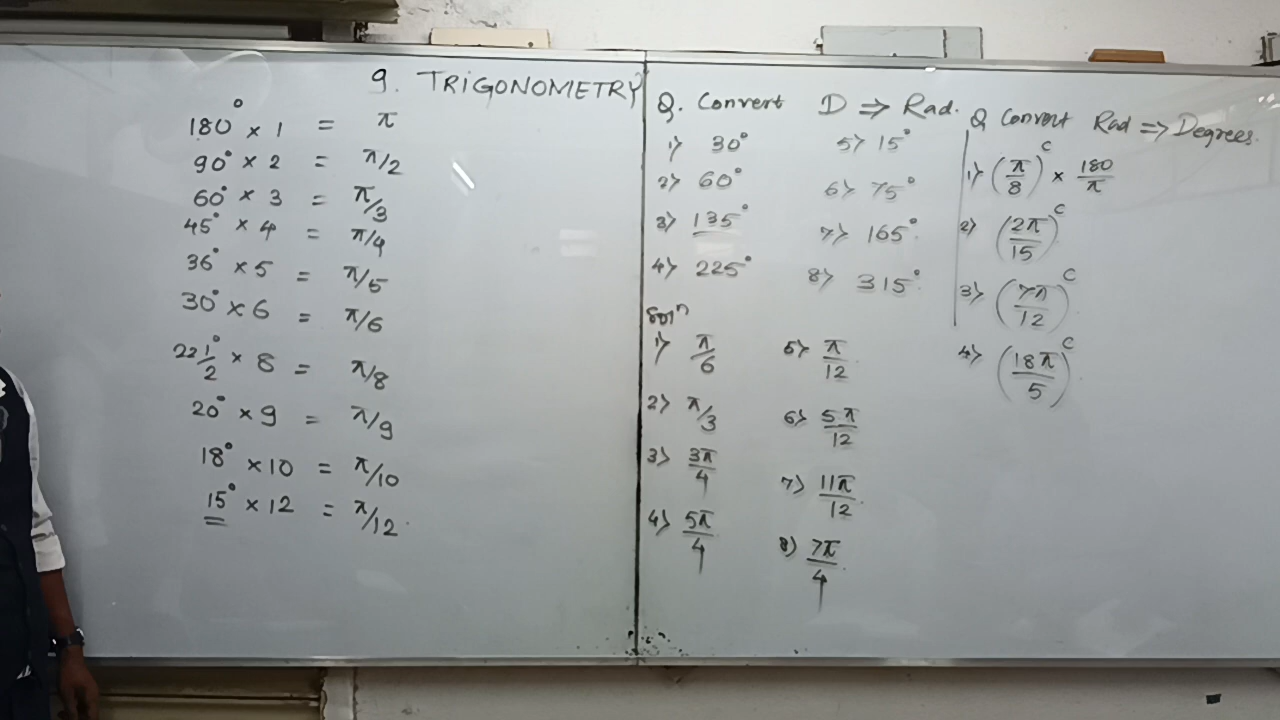 9. TRIGONOMETRY
180° × 1 = π
90° × 2 = π/2
60° × 3 = π/3
45° × 4 = π/4
36° × 5 = π/5
30° × 6 = π/6
22 1/2° × 8 = π/8
20° × 9 = π/9
18° × 10 = π/10
15° × 12 = π/12.
Q. Convert D ⇒ Rad.
1) 30°
2) 60°
3) 135°
4) 225°
5) 15°
6) 75°
7) 165°.
8) 315°.
Solⁿ
1) π/6
2) π/3
3) 3π/4
4) 5π/4
5) π/12
6) 5π/12
7) 11π/12.
8) 7π/4.
Q Convert Rad ⇒ Degrees.
1) (π/8)ᶜ × 180/π
2) (2π/15)ᶜ
3) (7π/12)ᶜ
4) (18π/5)ᶜ